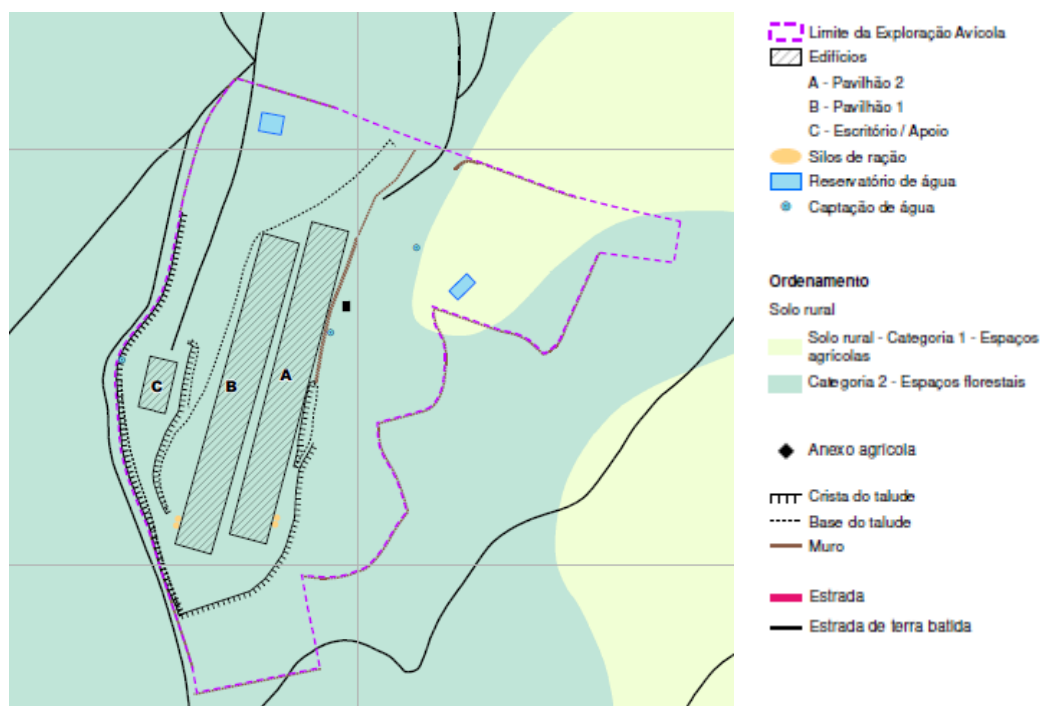 A
B
C
Limite da Exploração Avícola
Edifícios
A - Pavilhão 2
B - Pavilhão 1
C - Escritório / Apoio
Silos de ração
Reservatório de água
Captação de água
Ordenamento
Solo rural
Solo rural - Categoria 1 - Espaços
agrícolas
Categoria 2 - Espaços florestais
Anexo agrícola
Crista do talude
Base do talude
Muro
Estrada
Estrada de terra batida